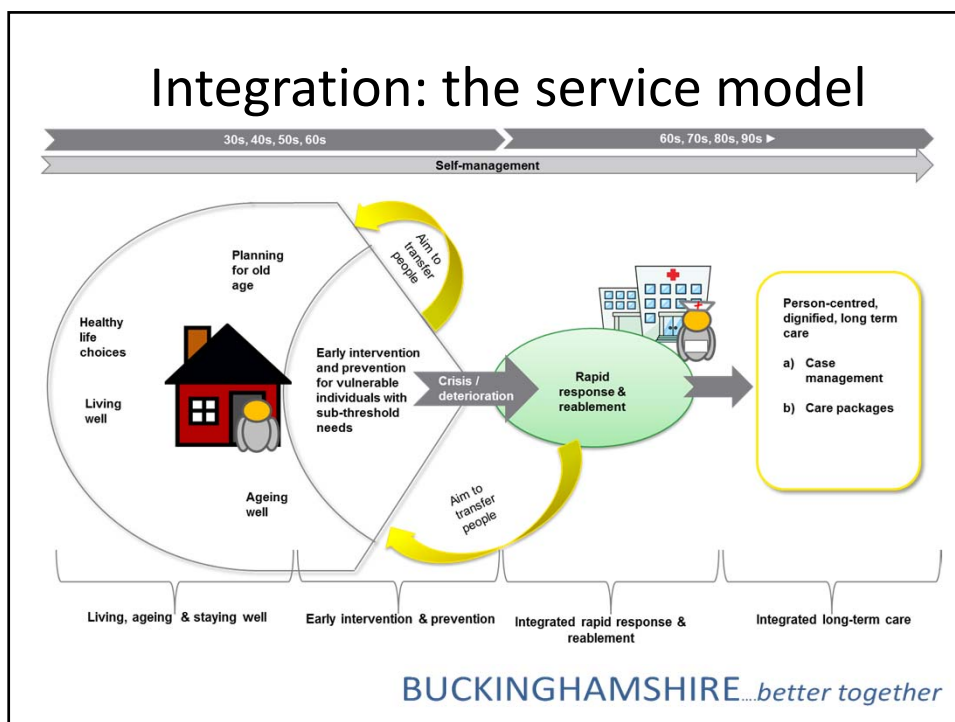 Integration: the service model
30s, 40s, 50s, 60s
60s, 70s, 80s, 90s ►
Self-management
Planning
for old
age
Healthy
life
choices
Living
well
Ageing
well
Early intervention
and prevention
for vulnerable
individuals with
sub-threshold
needs
Aim to
transfer
people
Crisis /
deterioration
Rapid
response &
reablement
Aim to
transfer
people
Person-centred,
dignified, long term
care
a) Case
management
b) Care packages
Living, ageing & staying well
Early intervention & prevention
Integrated rapid response &
reablement
Integrated long-term care
BUCKINGHAMSHIRE....better together